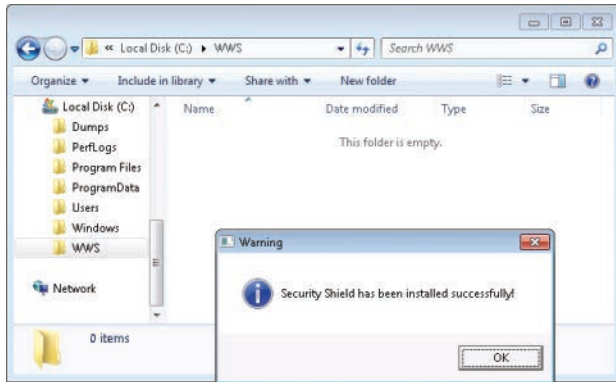 « Local Disk (C:) ▸ WWS
Search WWS
Organize ▾ Include in library ▾ Share with ▾ New folder
Local Disk (C:) Name Date modified Type Size
Dumps
This folder is empty.
PerfLogs
Program Files
ProgramData
Users
Windows
WWS
Network
0 items
Warning
Security Shield has been installed successfully!
OK